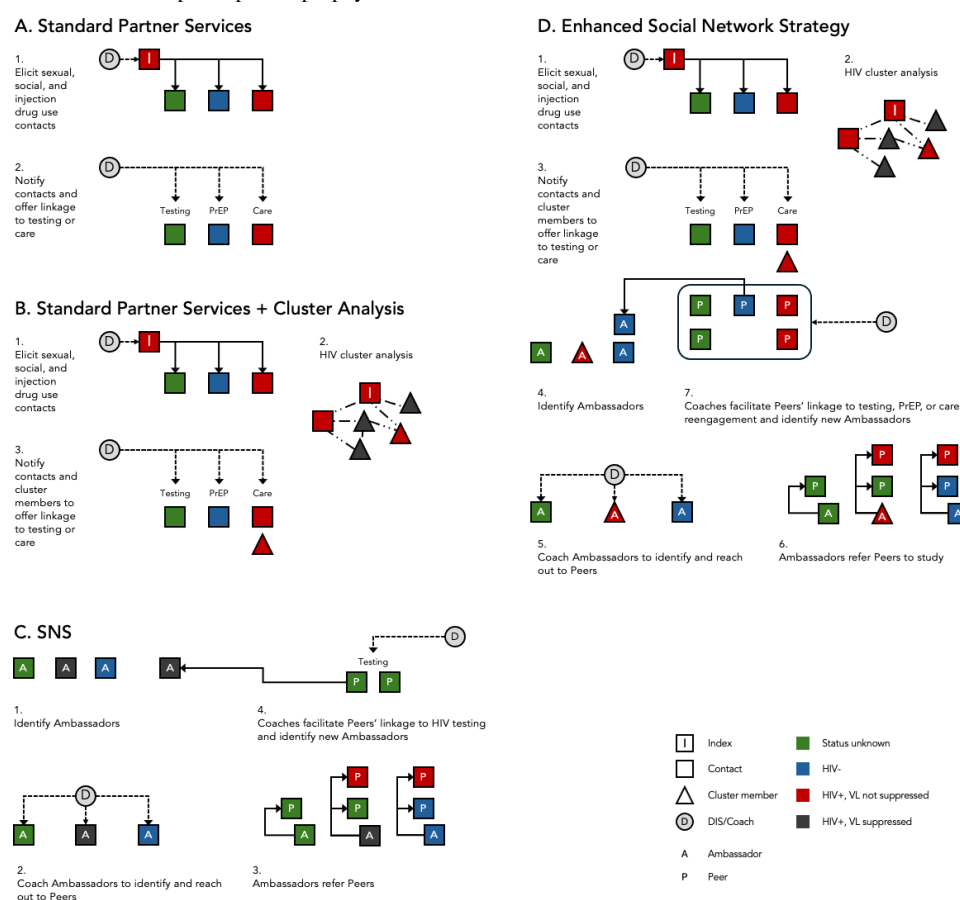 A. Standard Partner Services
1.
Elicit sexual,
social, and
injection
drug use
contacts
D
I
2.
Notify
contacts and
offer linkage
to testing or
care
D
Testing PrEP Care
B. Standard Partner Services + Cluster Analysis
1.
Elicit sexual,
social, and
injection
drug use
contacts
D
I
2.
HIV cluster analysis
I
3.
Notify
contacts and
cluster
members to
offer linkage
to testing or
care
D
Testing PrEP Care
C. SNS
A A A A
1.
Identify Ambassadors
D
Testing
P P
4.
Coaches facilitate Peers’ linkage to HIV testing
and identify new Ambassadors
D
A A A
2.
Coach Ambassadors to identify and reach
out to Peers
P P
P P P
A A A
3.
Ambassadors refer Peers
D. Enhanced Social Network Strategy
1.
Elicit sexual,
social, and
injection
drug use
contacts
D
I
2.
HIV cluster analysis
I
3.
Notify
contacts and
cluster
members to
offer linkage
to testing or
care
D
Testing PrEP Care
A
A A A
4.
Identify Ambassadors
P P P
P P
D
7.
Coaches facilitate Peers’ linkage to testing, PrEP, or care
reengagement and identify new Ambassadors
D
A A A
5.
Coach Ambassadors to identify and reach
out to Peers
P P
P P P
A A A
6.
Ambassadors refer Peers to study
I Index
Contact
Cluster member
D DIS/Coach
A Ambassador
P Peer
Status unknown
HIV-
HIV+, VL not suppressed
HIV+, VL suppressed